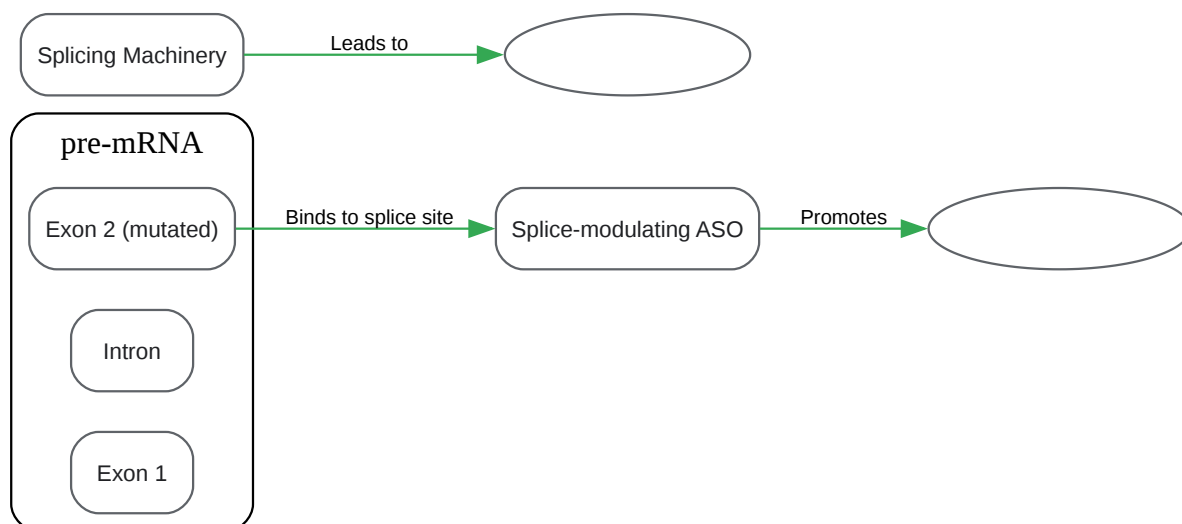 Splicing Machinery
Leads to
pre-mRNA
Exon 2 (mutated)
Binds to splice site
Splice-modulating ASO
Promotes
Intron
Exon 1